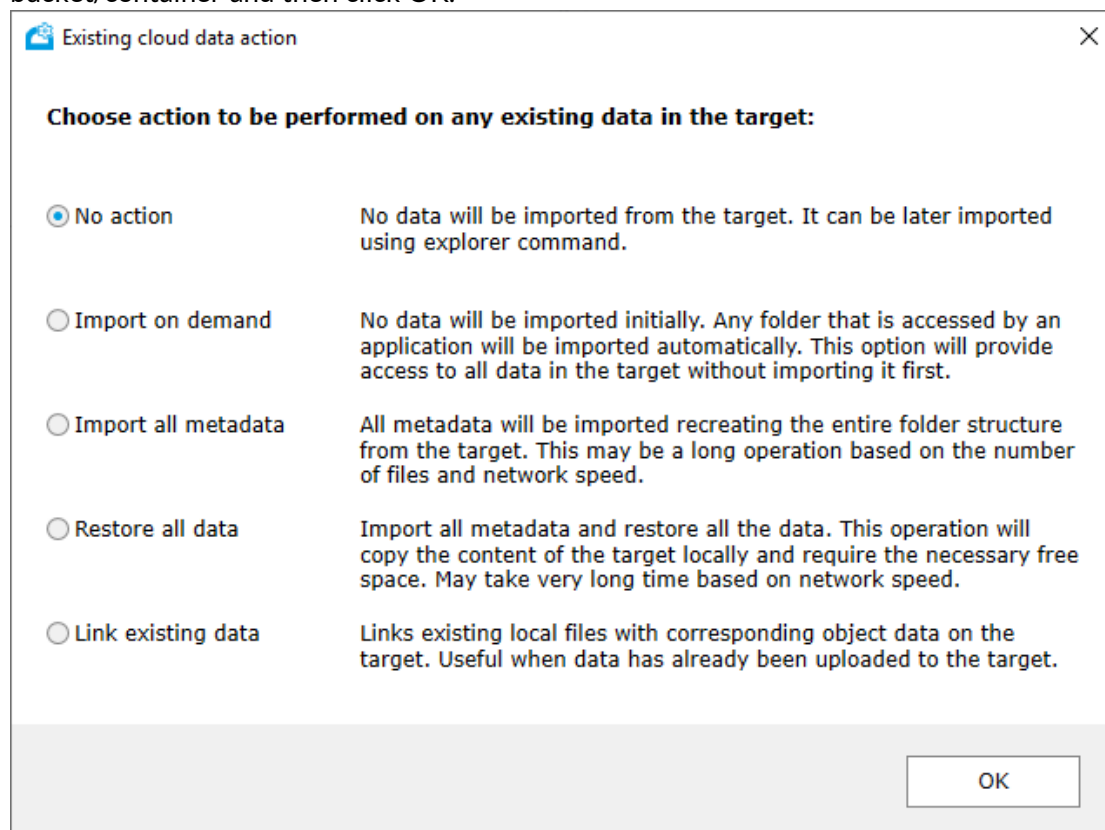 bucket/container and then click OK.
Existing cloud data action
Choose action to be performed on any existing data in the target:
No action
No data will be imported from the target. It can be later imported
using explorer command.
Import on demand
No data will be imported initially. Any folder that is accessed by an
application will be imported automatically. This option will provide
access to all data in the target without importing it first.
Import all metadata
All metadata will be imported recreating the entire folder structure
from the target. This may be a long operation based on the number
of files and network speed.
Restore all data
Import all metadata and restore all the data. This operation will
copy the content of the target locally and require the necessary free
space. May take very long time based on network speed.
Link existing data
Links existing local files with corresponding object data on the
target. Useful when data has already been uploaded to the target.
OK